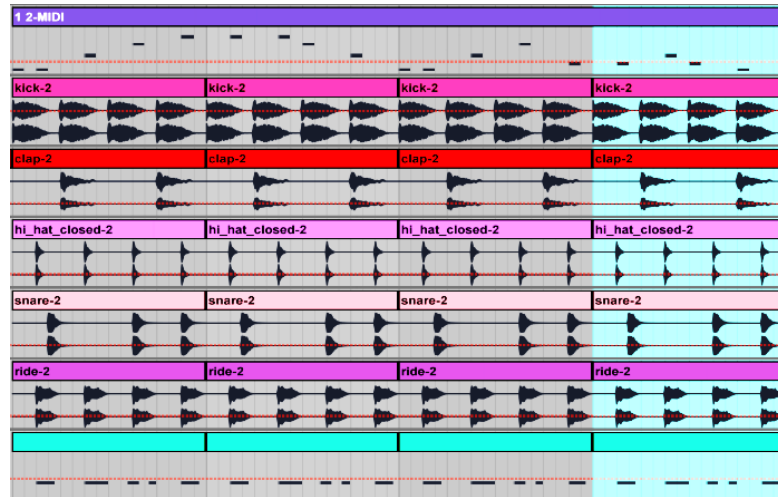 1 2-MIDI
kick-2 kick-2 kick-2 kick-2
clap-2 clap-2 clap-2 clap-2
hi_hat_closed-2 hi_hat_closed-2 hi_hat_closed-2 hi_hat_closed-2
snare-2 snare-2 snare-2 snare-2
ride-2 ride-2 ride-2 ride-2